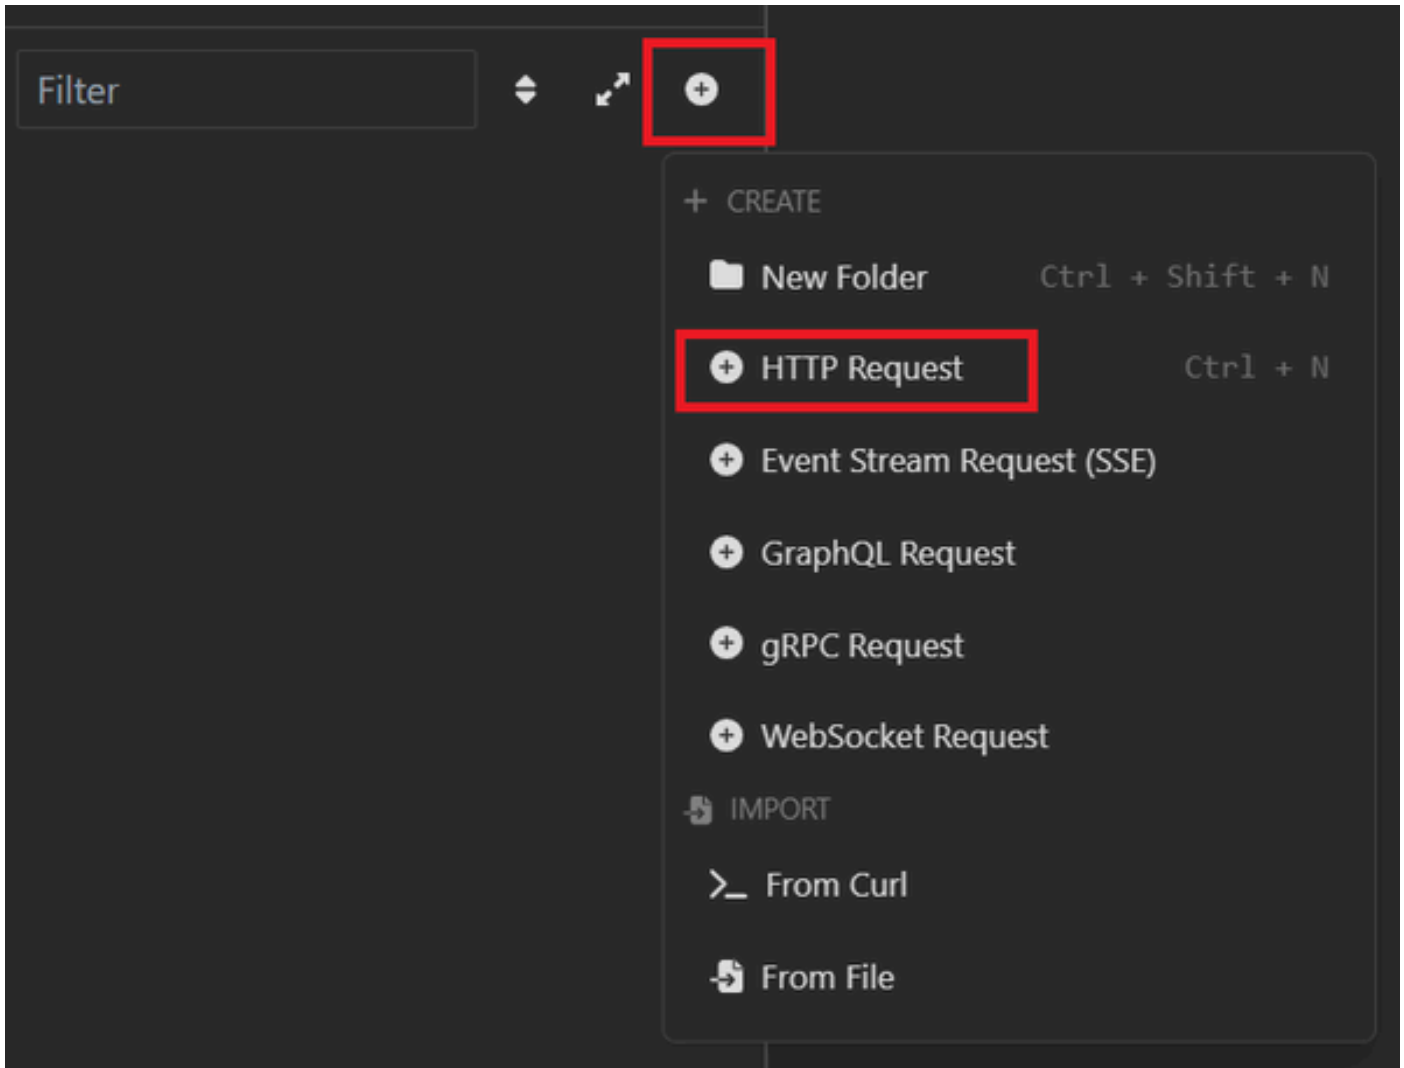 Filter
CREATE
New Folder Ctrl + Shift + N
HTTP Request Ctrl + N
Event Stream Request (SSE)
GraphQL Request
gRPC Request
WebSocket Request
IMPORT
From Curl
From File